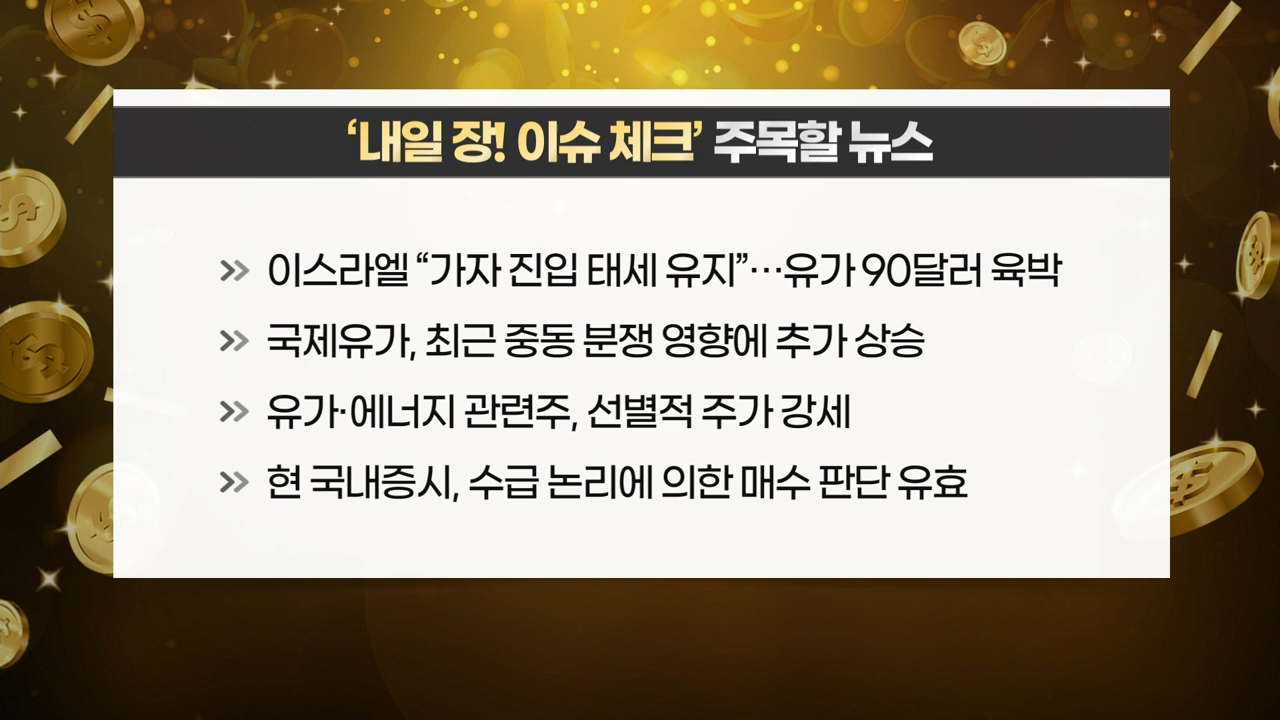 ‘내일 장! 이슈 체크’ 주목할 뉴스
» 이스라엘 “가자 진입 태세 유지”…유가 90달러 육박
» 국제유가, 최근 중동 분쟁 영향에 추가 상승
» 유가·에너지 관련주, 선별적 주가 강세
» 현 국내증시, 수급 논리에 의한 매수 판단 유효